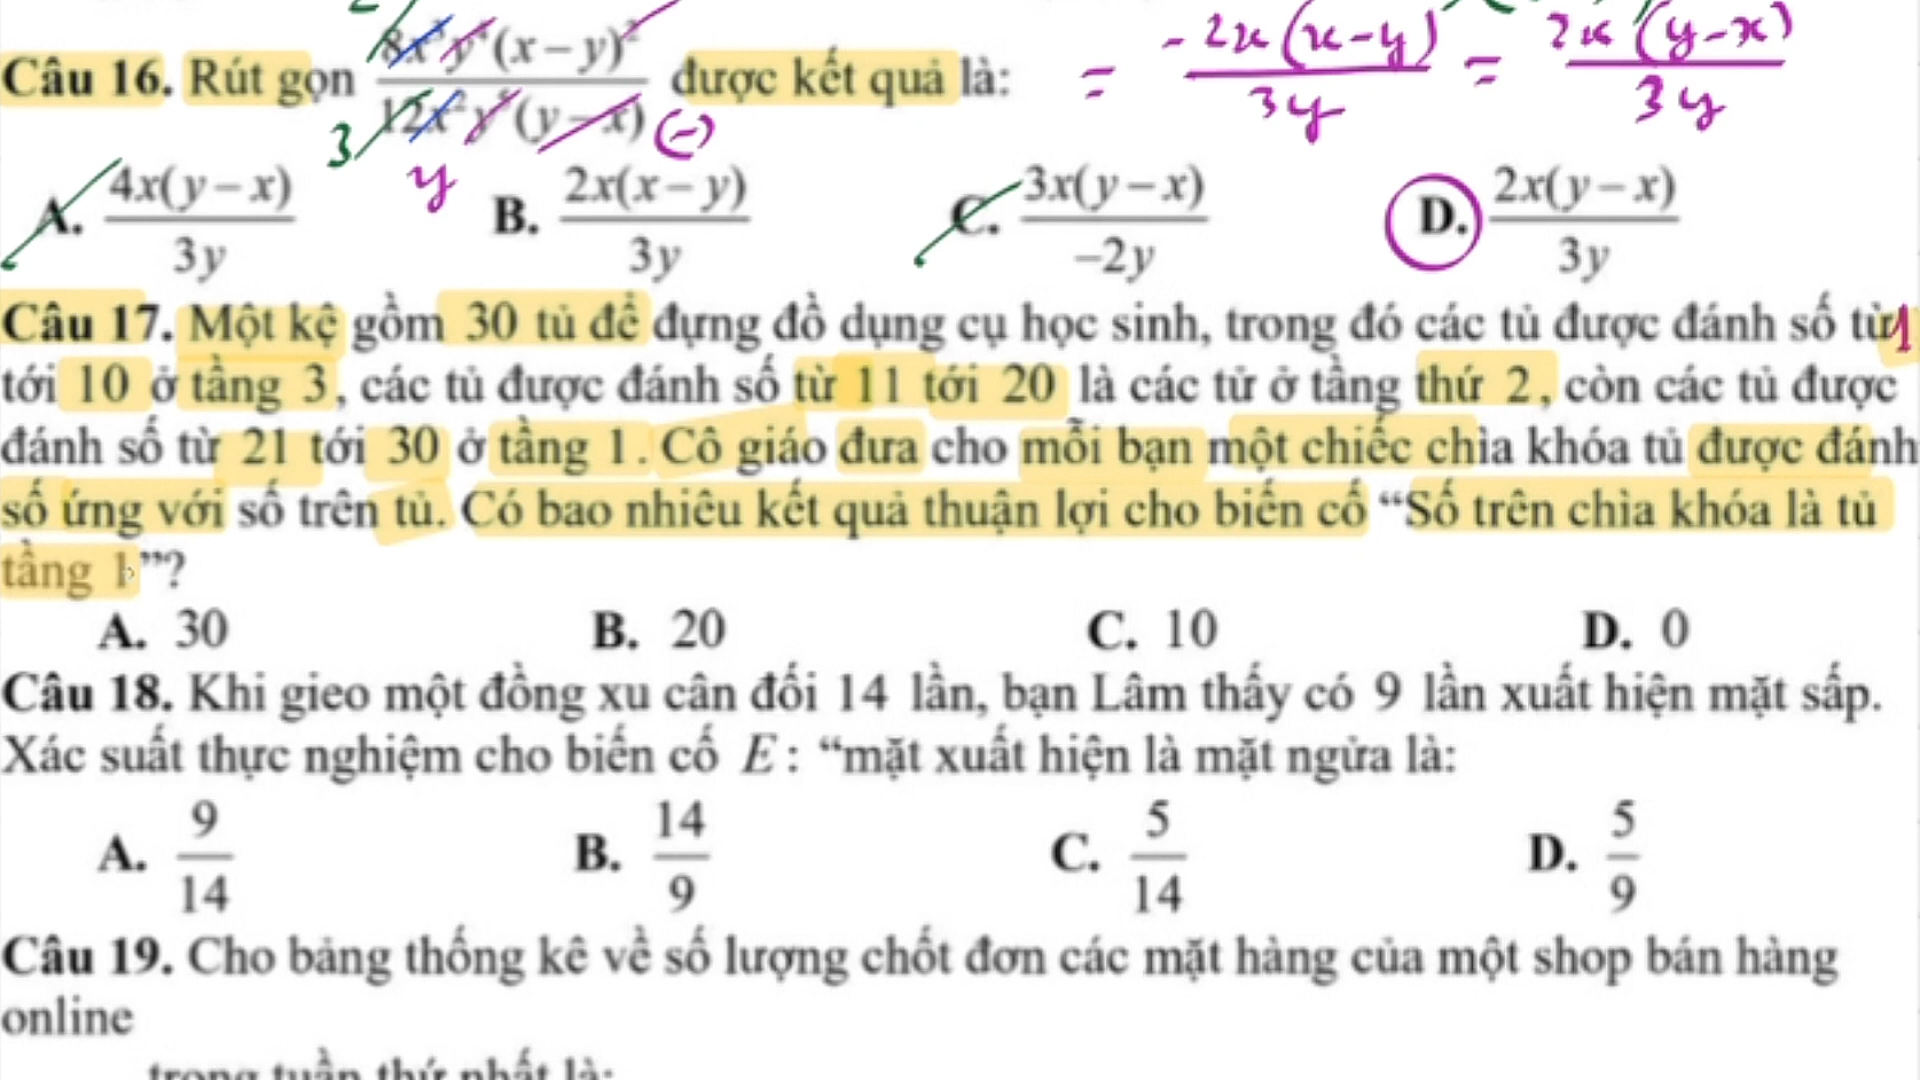 Câu 16. Rút gọn 8x³y⁴(x−y)² / 12x²y⁵(y−x) được kết quả là:
3 y (−)
= −2x(x−y) / 3y = 2x(y−x) / 3y
A. 4x(y−x) / 3y B. 2x(x−y) / 3y C. 3x(y−x) / −2y D. 2x(y−x) / 3y
Câu 17. Một kệ gồm 30 tủ để đựng đồ dụng cụ học sinh, trong đó các tủ được đánh số từ 1
tới 10 ở tầng 3, các tủ được đánh số từ 11 tới 20 là các tử ở tầng thứ 2, còn các tủ được
đánh số từ 21 tới 30 ở tầng 1. Cô giáo đưa cho mỗi bạn một chiếc chìa khóa tủ được đánh
số ứng với số trên tủ. Có bao nhiêu kết quả thuận lợi cho biến cố “Số trên chìa khóa là tủ
tầng 1”?
A. 30 B. 20 C. 10 D. 0
Câu 18. Khi gieo một đồng xu cân đối 14 lần, bạn Lâm thấy có 9 lần xuất hiện mặt sấp.
Xác suất thực nghiệm cho biến cố E : “mặt xuất hiện là mặt ngửa là:
A. 9/14 B. 14/9 C. 5/14 D. 5/9
Câu 19. Cho bảng thống kê về số lượng chốt đơn các mặt hàng của một shop bán hàng
online
trong tuần thứ nhất là: